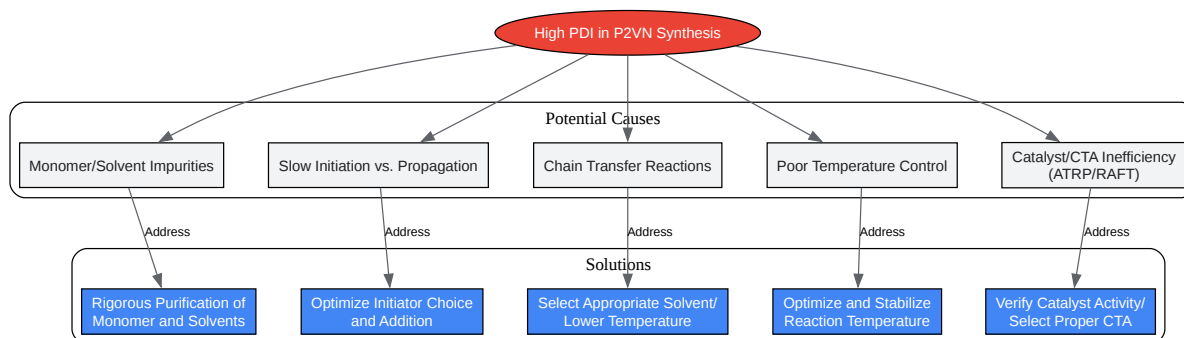 High PDI in P2VN Synthesis
Potential Causes
Monomer/Solvent Impurities
Slow Initiation vs. Propagation
Chain Transfer Reactions
Poor Temperature Control
Catalyst/CTA Inefficiency
(ATRP/RAFT)
Address
Address
Address
Address
Address
Solutions
Rigorous Purification of
Monomer and Solvents
Optimize Initiator Choice
and Addition
Select Appropriate Solvent/
Lower Temperature
Optimize and Stabilize
Reaction Temperature
Verify Catalyst Activity/
Select Proper CTA